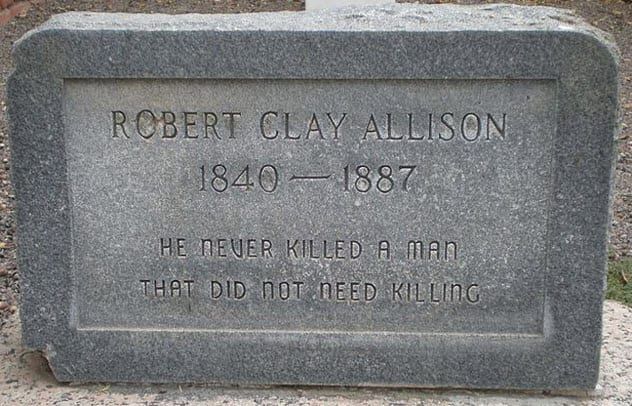 ROBERT CLAY ALLISON
1840 — 1887
HE NEVER KILLED A MAN
THAT DID NOT NEED KILLING